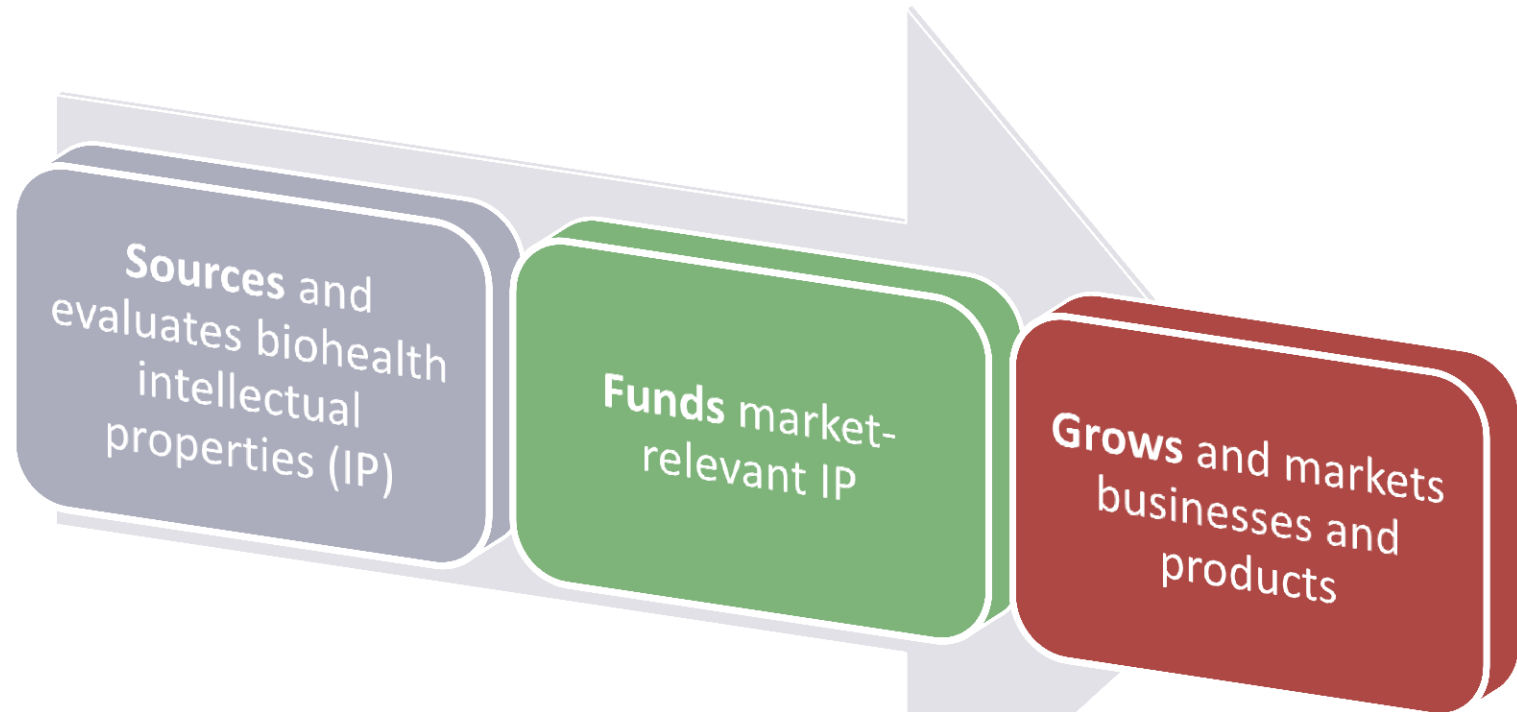 Sources and
evaluates biohealth
intellectual
properties (IP)
Funds market-
relevant IP
Grows and markets
businesses and
products